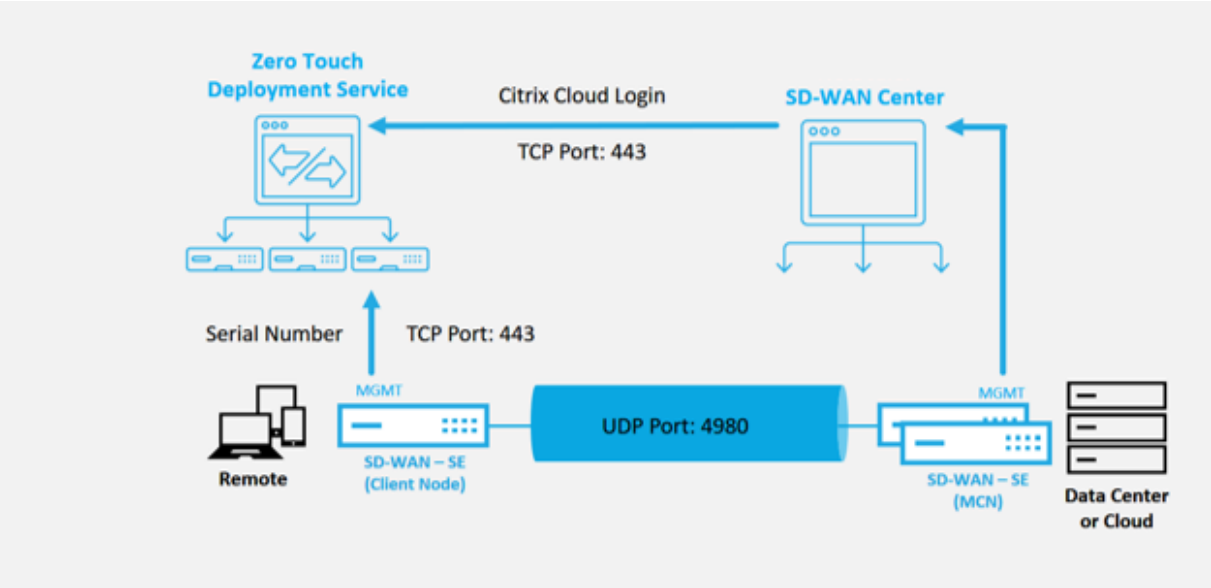 Zero Touch
Deployment Service
Citrix Cloud Login
SD-WAN Center
TCP Port: 443
Serial Number
TCP Port: 443
MGMT
MGMT
UDP Port: 4980
SD-WAN – SE
(Client Node)
Remote
SD-WAN – SE
(MCN)
Data Center
or Cloud